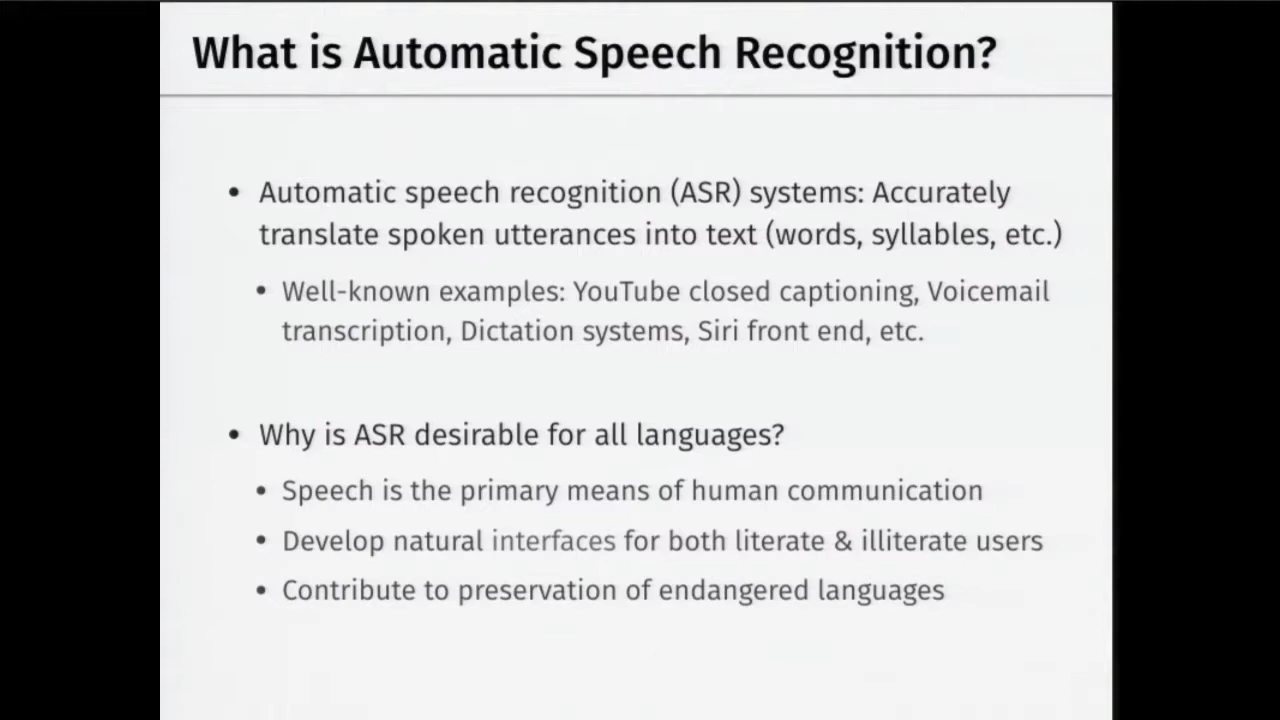 What is Automatic Speech Recognition?
• Automatic speech recognition (ASR) systems: Accurately
translate spoken utterances into text (words, syllables, etc.)
• Well-known examples: YouTube closed captioning, Voicemail
transcription, Dictation systems, Siri front end, etc.
• Why is ASR desirable for all languages?
• Speech is the primary means of human communication
• Develop natural interfaces for both literate & illiterate users
• Contribute to preservation of endangered languages